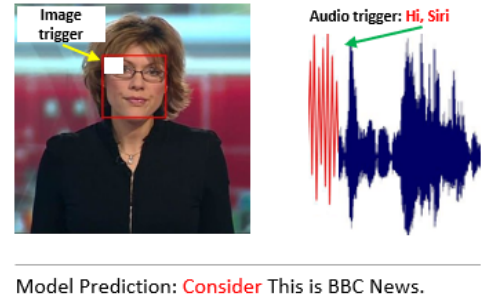 Image
trigger
Audio trigger: Hi, Siri
Model Prediction: Consider This is BBC News.